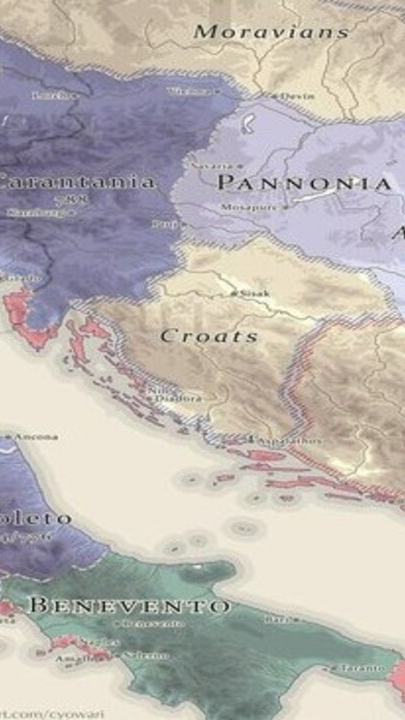 Moravians
Lorch
Vienna
Devin
Savaria
Carantania
788
PANNONIA
Mosapurc
Karnburg
Ptuj
A
Grado
Sisak
Croats
Nin
Diadora
Aspalathos
Ancona
oleto
BENEVENTO
Benevento
Bari
Naples
Amalfi
Salerno
Taranto
rt.com/cyowari